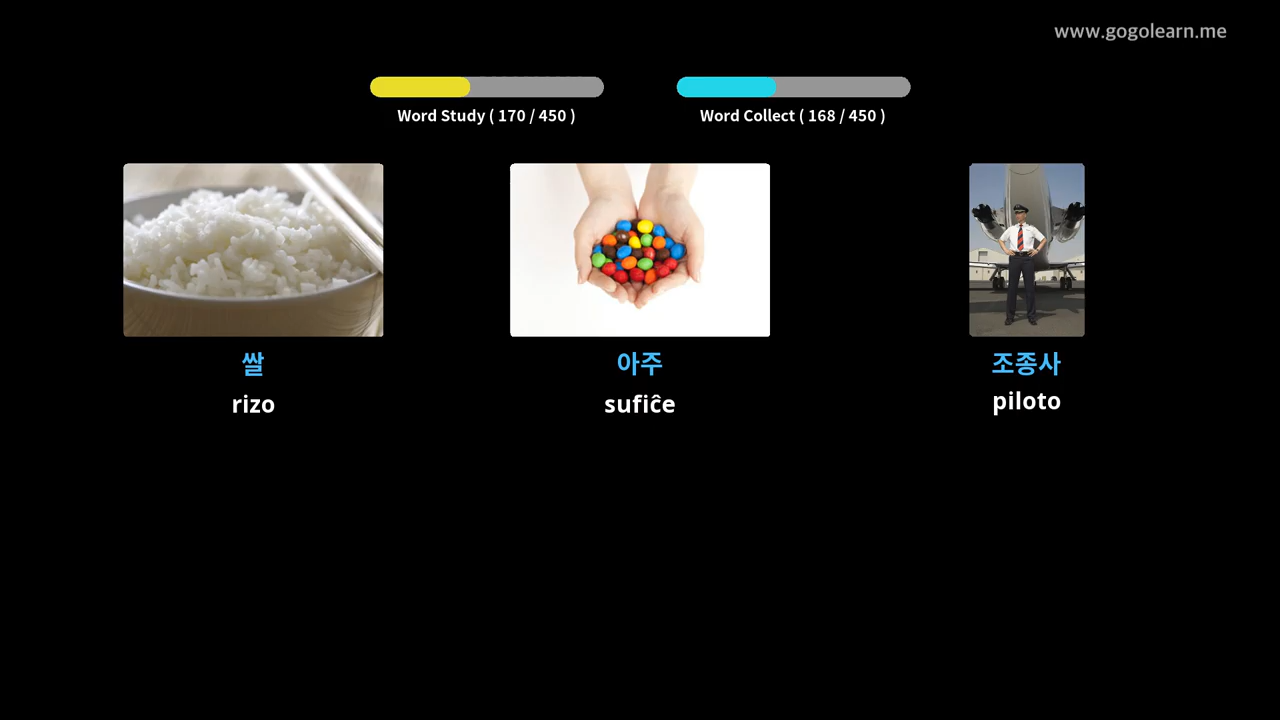 www.gogolearn.me
Word Study ( 170 / 450 )
Word Collect ( 168 / 450 )
쌀
아주
조종사
rizo
sufiĉe
piloto